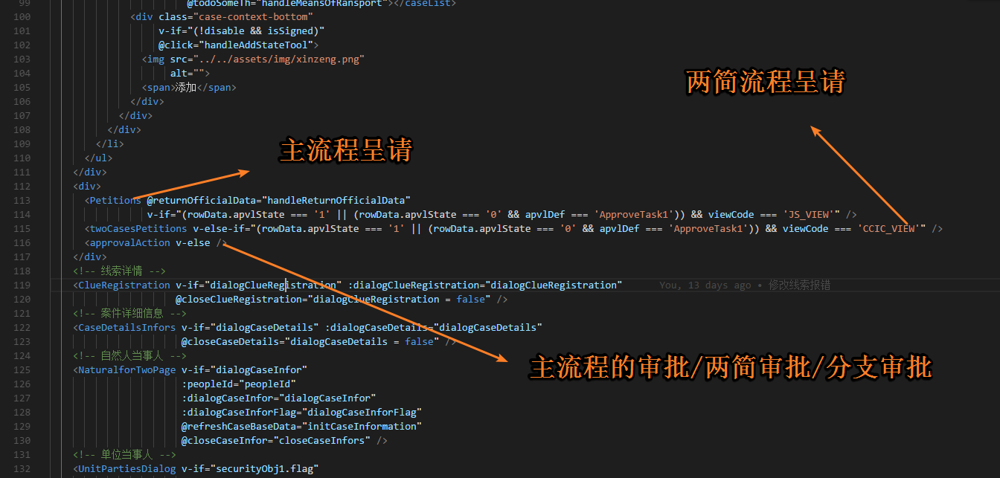 99 @todoSomeTh="handleMeansOfRansport"></caseList>
100 <div class="case-context-bottom"
101 v-if="(!disable && isSigned)"
102 @click="handleAddStateTool">
103 <img src="../../assets/img/xinzeng.png"
104 alt="">
105 <span>添加</span>
106 </div>
107 </div>
108 </div>
109 </li>
110 </ul>
111 </div>
112 <div>
113 <Petitions @returnOfficialData="handleReturnOfficialData"
114 v-if="(rowData.apvlState === '1' || (rowData.apvlState === '0' && apvlDef === 'ApproveTask1')) && viewCode === 'JS_VIEW'" />
115 <twoCasesPetitions v-else-if="(rowData.apvlState === '1' || (rowData.apvlState === '0' && apvlDef === 'ApproveTask1')) && viewCode === 'CCIC_VIEW'" />
116 <approvalAction v-else />
117 </div>
118 <!-- 线索详情 -->
119 <ClueRegistration v-if="dialogClueRegistration" :dialogClueRegistration="dialogClueRegistration" You, 13 days ago • 修改线索报错
120 @closeClueRegistration="dialogClueRegistration = false" />
121 <!-- 案件详细信息 -->
122 <CaseDetailsInfors v-if="dialogCaseDetails" :dialogCaseDetails="dialogCaseDetails"
123 @closeCaseDetails="dialogCaseDetails = false" />
124 <!-- 自然人当事人 -->
125 <NaturalforTwoPage v-if="dialogCaseInfor"
126 :peopleId="peopleId"
127 :dialogCaseInfor="dialogCaseInfor"
128 :dialogCaseInforFlag="dialogCaseInforFlag"
129 @refreshCaseBaseData="initCaseInformation"
130 @closeCaseInfor="closeCaseInfors" />
131 <!-- 单位当事人 -->
132 <UnitPartiesDialog v-if="securityObj1.flag"
两简流程呈请
主流程呈请
主流程的审批/两简审批/分支审批